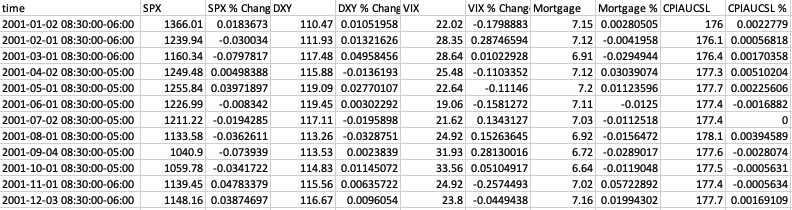 time SPX SPX % Chang DXY DXY % Chang VIX VIX % Chang Mortgage Mortgage % CPIAUCSL CPIAUCSL %
2001-01-02 08:30:00-06:00 1366.01 0.0183673 110.47 0.01051958 22.02 -0.1798883 7.15 0.00280505 176 0.0022779
2001-02-01 08:30:00-06:00 1239.94 -0.030034 111.93 0.01321626 28.35 0.28746594 7.12 -0.0041958 176.1 0.00056818
2001-03-01 08:30:00-06:00 1160.34 -0.0797817 117.48 0.04958456 28.64 0.01022928 6.91 -0.0294944 176.4 0.00170358
2001-04-02 08:30:00-05:00 1249.48 0.00498388 115.88 -0.0136193 25.48 -0.1103352 7.12 0.03039074 177.3 0.00510204
2001-05-01 08:30:00-05:00 1255.84 0.03971897 119.09 0.02770107 22.64 -0.11146 7.2 0.01123596 177.7 0.00225606
2001-06-01 08:30:00-05:00 1226.99 -0.008342 119.45 0.00302292 19.06 -0.1581272 7.11 -0.0125 177.4 -0.0016882
2001-07-02 08:30:00-05:00 1211.22 -0.0194285 117.11 -0.0195898 21.62 0.1343127 7.03 -0.0112518 177.4 0
2001-08-01 08:30:00-05:00 1133.58 -0.0362611 113.26 -0.0328751 24.92 0.15263645 6.92 -0.0156472 178.1 0.00394589
2001-09-04 08:30:00-05:00 1040.9 -0.073939 113.53 0.0023839 31.93 0.28130016 6.72 -0.0289017 177.6 -0.0028074
2001-10-01 08:30:00-05:00 1059.78 -0.0341722 114.83 0.01145072 33.56 0.05104917 6.64 -0.0119048 177.5 -0.0005631
2001-11-01 08:30:00-06:00 1139.45 0.04783379 115.56 0.00635722 24.92 -0.2574493 7.02 0.05722892 177.4 -0.0005634
2001-12-03 08:30:00-06:00 1148.16 0.03874697 116.67 0.0096054 23.8 -0.0449438 7.16 0.01994302 177.7 0.00169109